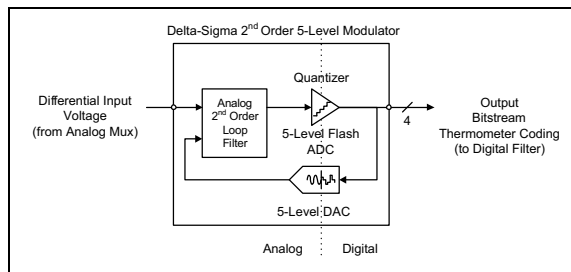 Delta-Sigma 2nd Order 5-Level Modulator
Quantizer
Differential Input
Voltage
(from Analog Mux)
Analog
2nd Order
Loop
Filter
4
Output
Bitstream
Thermometer Coding
(to Digital Filter)
5-Level Flash
ADC
5-Level DAC
Analog
Digital